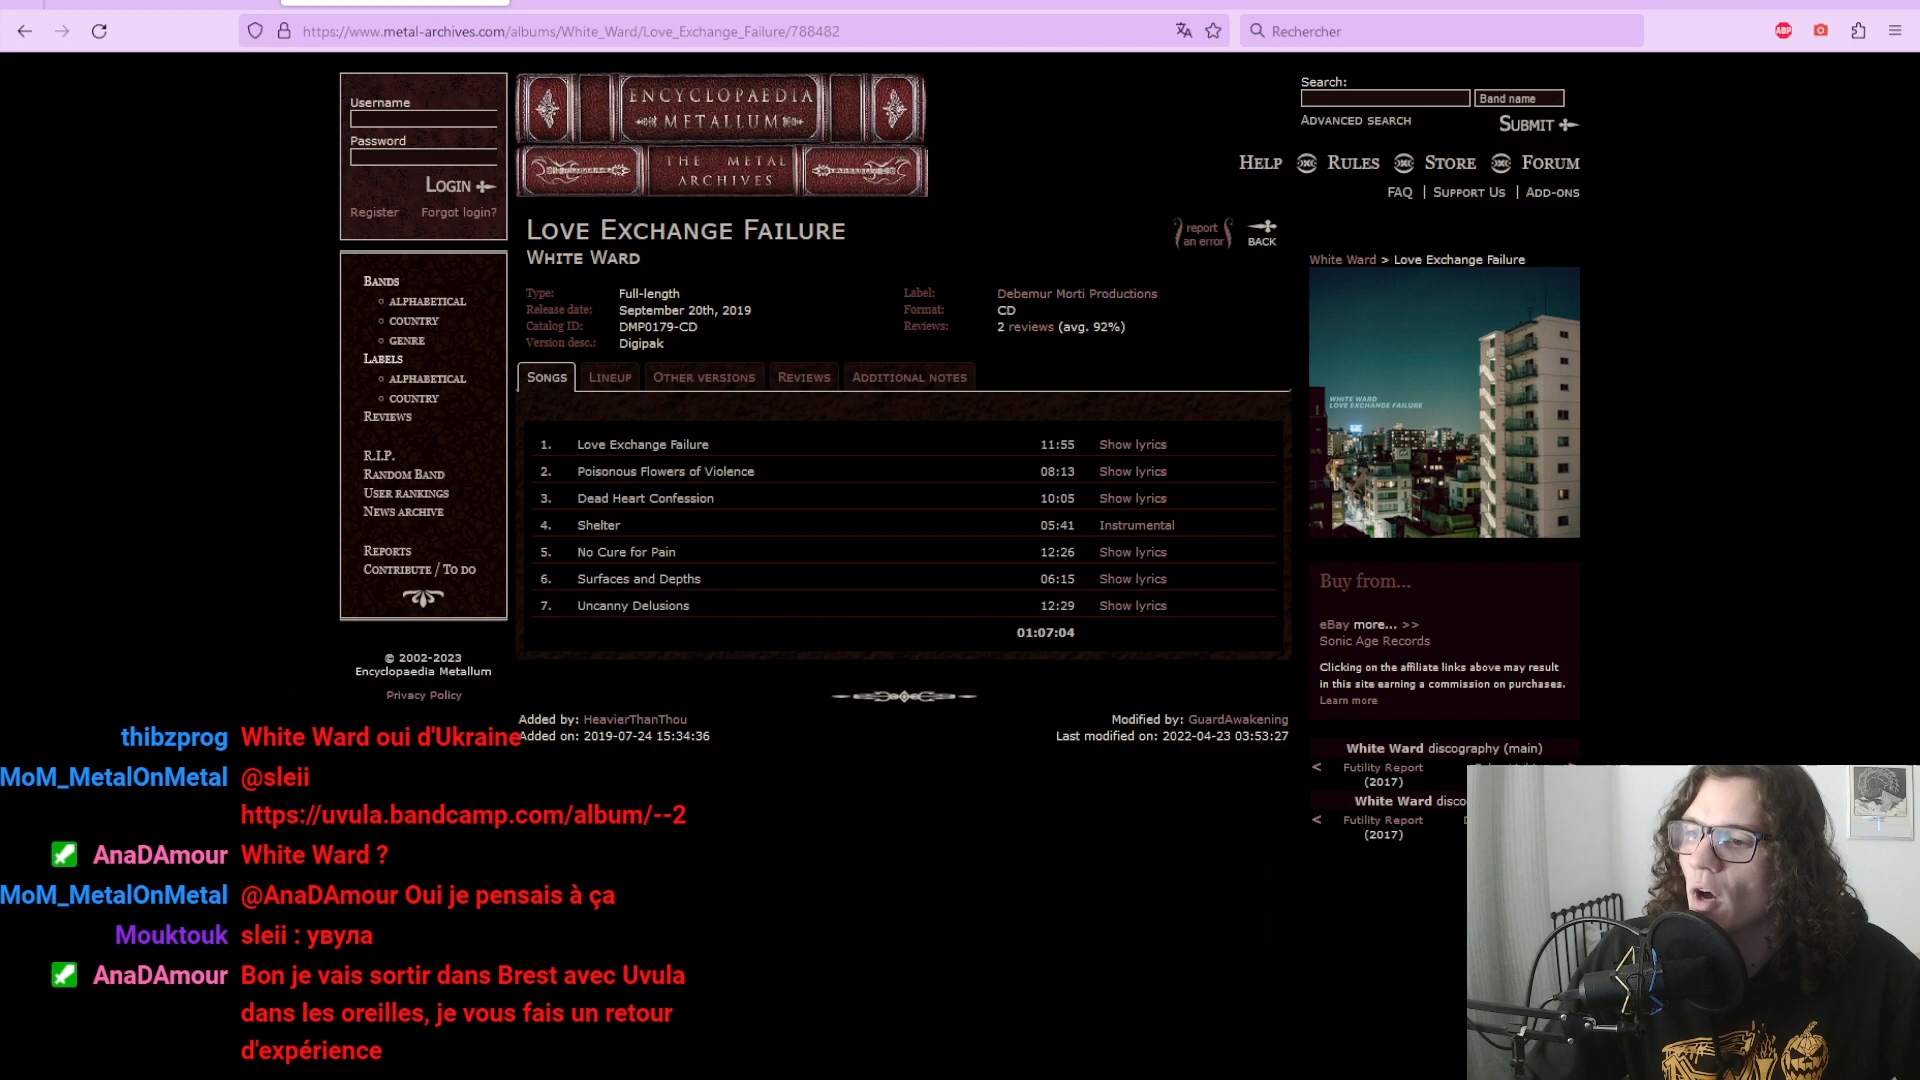 https://www.metal-archives.com/albums/White_Ward/Love_Exchange_Failure/788482
Rechercher
ABP
Username
Password
LOGIN
Register Forgot login?
ENCYCLOPAEDIA
METALLUM
THE METAL
ARCHIVES
Search:
Band name
ADVANCED SEARCH
SUBMIT
HELP RULES STORE FORUM
FAQ | SUPPORT US | ADD-ONS
BANDS
ALPHABETICAL
COUNTRY
GENRE
LABELS
ALPHABETICAL
COUNTRY
REVIEWS
R.I.P.
RANDOM BAND
USER RANKINGS
NEWS ARCHIVE
REPORTS
CONTRIBUTE / TO DO
© 2002-2023
Encyclopaedia Metallum
Privacy Policy
LOVE EXCHANGE FAILURE
WHITE WARD
report
an error
BACK
Type: Full-length
Release date: September 20th, 2019
Catalog ID: DMP0179-CD
Version desc.: Digipak
Label: Debemur Morti Productions
Format: CD
Reviews: 2 reviews (avg. 92%)
SONGS LINEUP OTHER VERSIONS REVIEWS ADDITIONAL NOTES
1. Love Exchange Failure 11:55 Show lyrics
2. Poisonous Flowers of Violence 08:13 Show lyrics
3. Dead Heart Confession 10:05 Show lyrics
4. Shelter 05:41 Instrumental
5. No Cure for Pain 12:26 Show lyrics
6. Surfaces and Depths 06:15 Show lyrics
7. Uncanny Delusions 12:29 Show lyrics
01:07:04
Added by: HeavierThanThou
Added on: 2019-07-24 15:34:36
Modified by: GuardAwakening
Last modified on: 2022-04-23 03:53:27
White Ward > Love Exchange Failure
WHITE WARD
LOVE EXCHANGE FAILURE
Buy from...
eBay more... >>
Sonic Age Records
Clicking on the affiliate links above may result
in this site earning a commission on purchases.
Learn more
White Ward discography (main)
< Futility Report
(2017)
White Ward disco
< Futility Report
(2017)
thibzprog White Ward oui d'Ukraine
MoM_MetalOnMetal @sleii
https://uvula.bandcamp.com/album/--2
AnaDAmour White Ward ?
MoM_MetalOnMetal @AnaDAmour Oui je pensais à ça
Mouktouk sleii : увула
AnaDAmour Bon je vais sortir dans Brest avec Uvula
dans les oreilles, je vous fais un retour
d'expérience